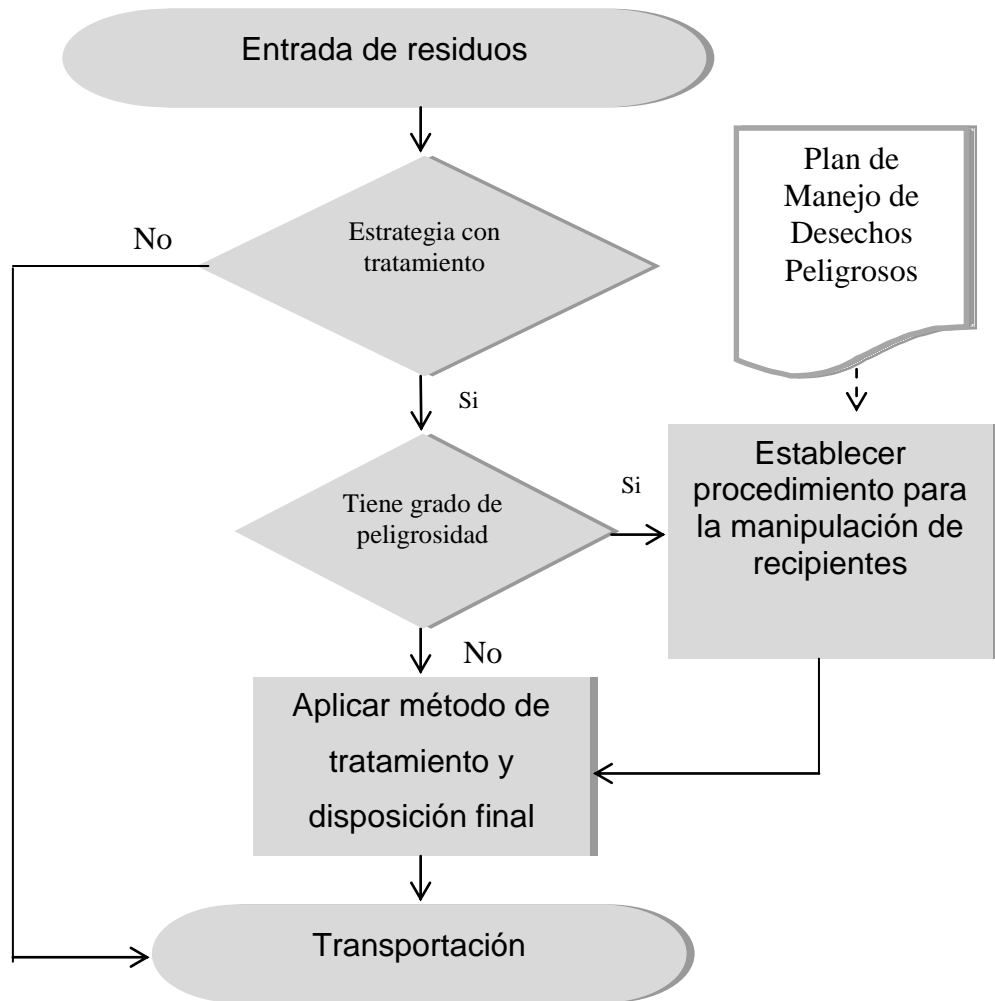 Entrada de residuos
Plan de
Manejo de
Desechos
Peligrosos
No
Estrategia con
tratamiento
Si
Establecer
procedimiento para
la manipulación de
recipientes
Tiene grado de
peligrosidad
Si
No
Aplicar método de
tratamiento y
disposición final
Transportación